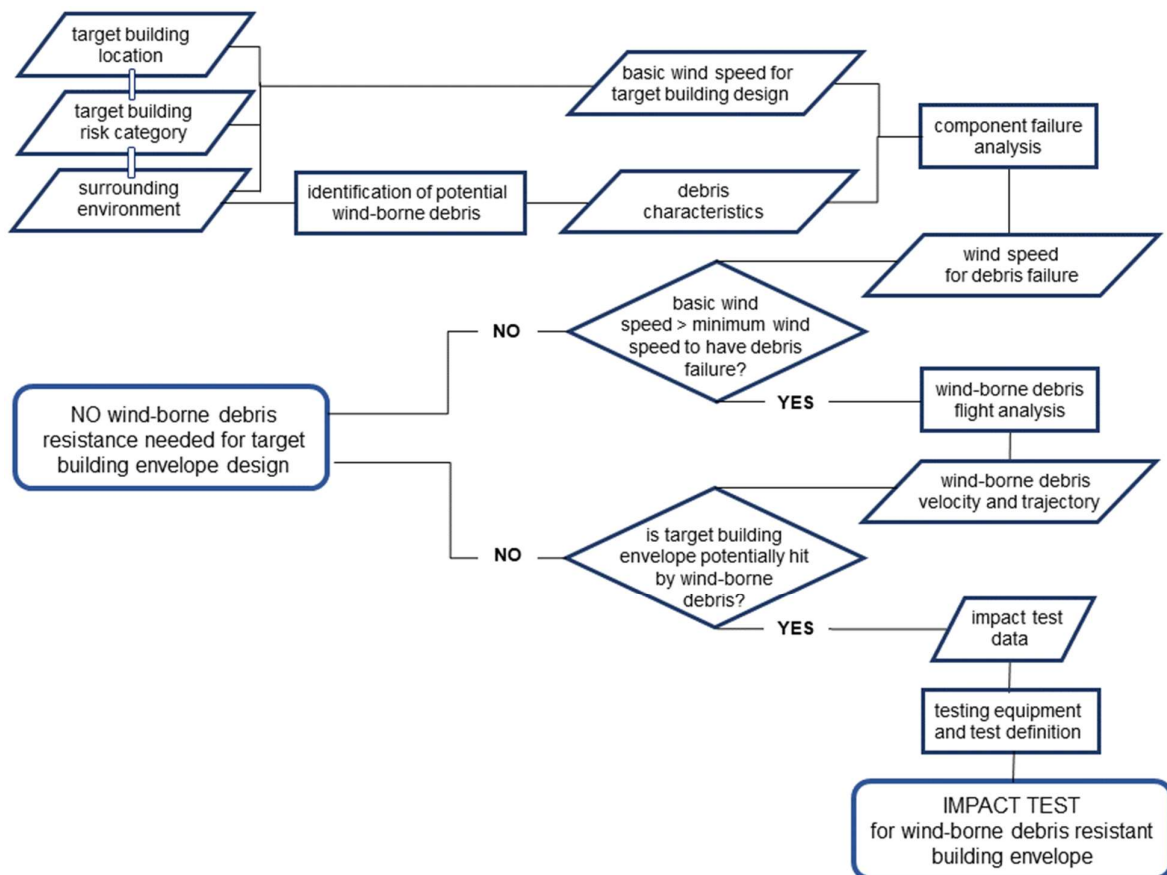 target building
location
target building
risk category
surrounding
environment
identification of potential
wind-borne debris
basic wind speed for
target building design
debris
characteristics
component failure
analysis
wind speed
for debris failure
basic wind
speed > minimum wind
speed to have debris
failure?
NO
YES
wind-borne debris
flight analysis
NO wind-borne debris
resistance needed for target
building envelope design
wind-borne debris
velocity and trajectory
is target building
envelope potentially hit
by wind-borne
debris?
NO
YES
impact test
data
testing equipment
and test definition
IMPACT TEST
for wind-borne debris resistant
building envelope